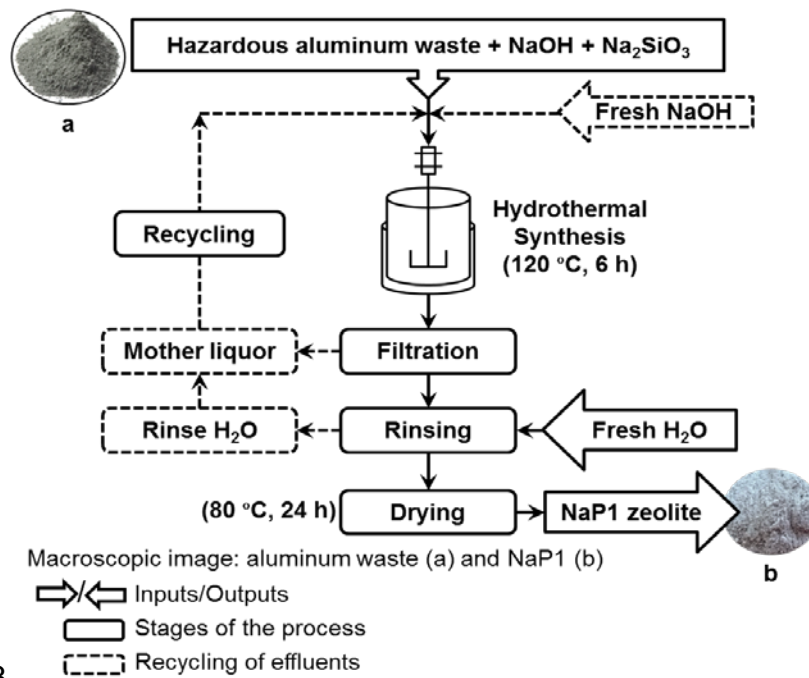 Hazardous aluminum waste + NaOH + Na₂SiO₃
a
Fresh NaOH
Recycling
Hydrothermal
Synthesis
(120 °C, 6 h)
Mother liquor
Filtration
Rinse H₂O
Rinsing
Fresh H₂O
(80 °C, 24 h)
Drying
NaP1 zeolite
b
Macroscopic image: aluminum waste (a) and NaP1 (b)
/ Inputs/Outputs
Stages of the process
Recycling of effluents